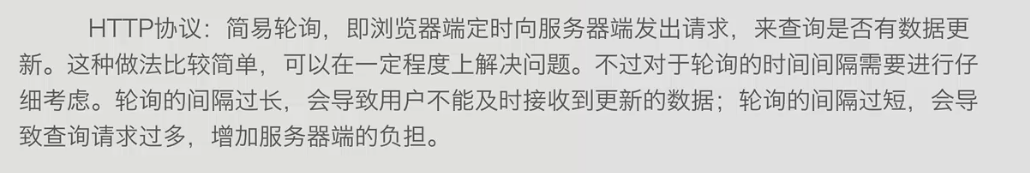 HTTP协议：简易轮询，即浏览器端定时向服务器端发出请求，来查询是否有数据更
新。这种做法比较简单，可以在一定程度上解决问题。不过对于轮询的时间间隔需要进行仔
细考虑。轮询的间隔过长，会导致用户不能及时接收到更新的数据；轮询的间隔过短，会导
致查询请求过多，增加服务器端的负担。